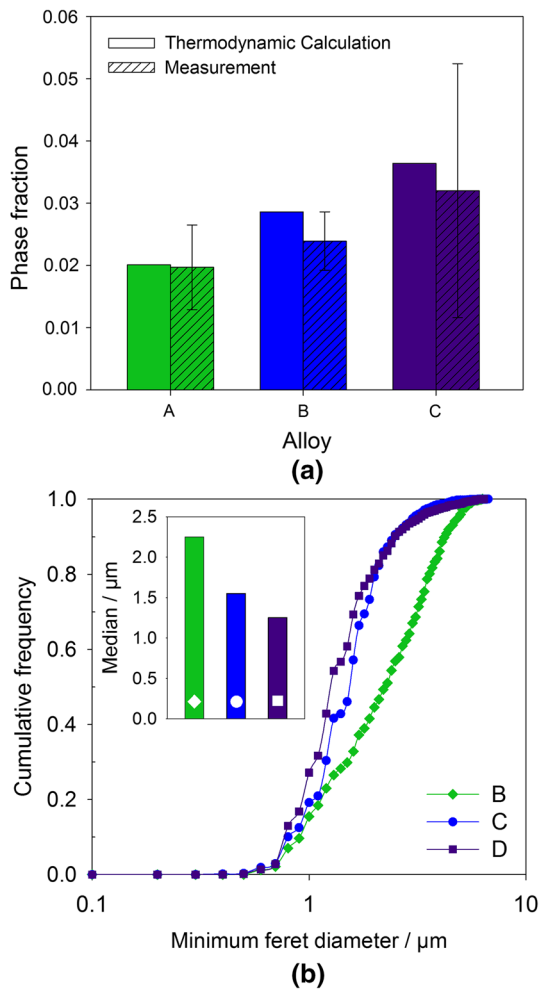 0.06
0.05
0.04
0.03
0.02
0.01
0.00
Phase fraction
Thermodynamic Calculation
Measurement
A B C
Alloy
(a)
1.0
0.8
0.6
0.4
0.2
0.0
Cumulative frequency
2.5
2.0
1.5
1.0
0.5
0.0
Median / µm
B
C
D
0.1 1 10
Minimum feret diameter / µm
(b)